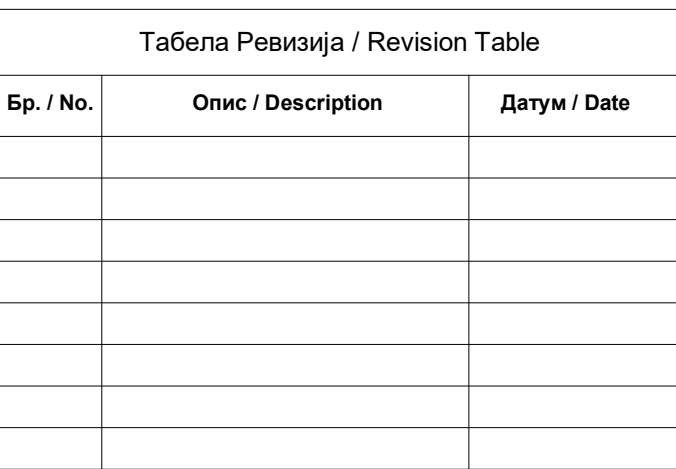 Табела Ревизија / Revision Table
Бр. / No. Опис / Description Датум / Date